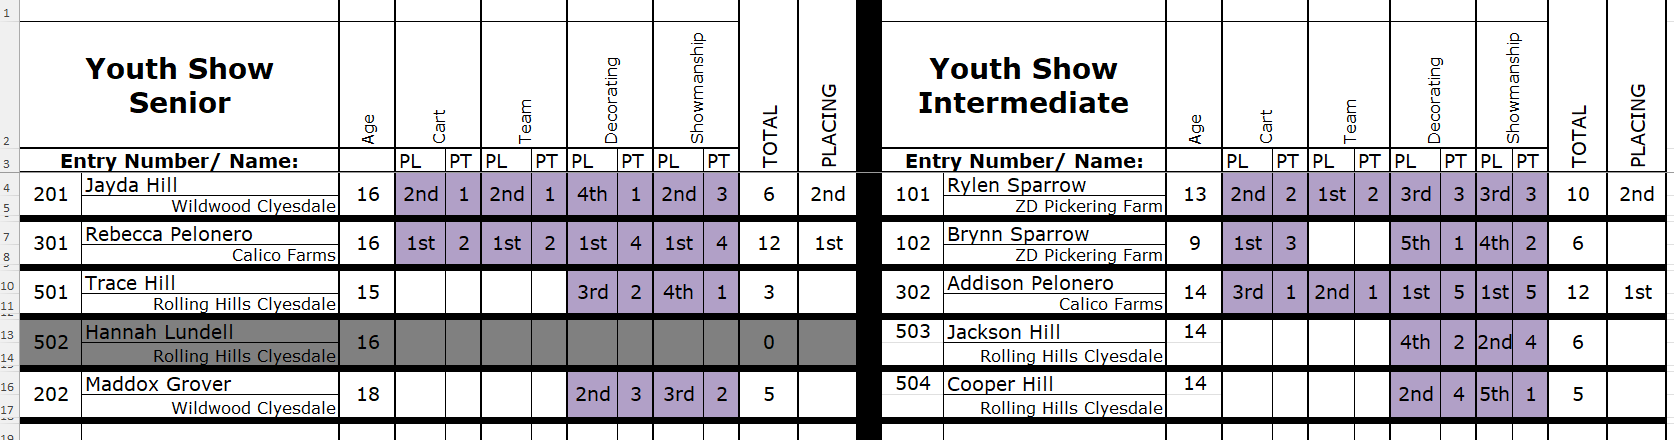 1
Youth Show
Senior
Age
Cart
Team
Decorating
Showmanship
TOTAL
PLACING
Youth Show
Intermediate
Age
Cart
Team
Decorating
Showmanship
TOTAL
PLACING
2
3 Entry Number/ Name: PL PT PL PT PL PT PL PT Entry Number/ Name: PL PT PL PT PL PT PL PT
4 201 Jayda Hill 16 2nd 1 2nd 1 4th 1 2nd 3 6 2nd 101 Rylen Sparrow 13 2nd 2 1st 2 3rd 3 3rd 3 10 2nd
5 Wildwood Clyesdale ZD Pickering Farm
7 301 Rebecca Pelonero 16 1st 2 1st 2 1st 4 1st 4 12 1st 102 Brynn Sparrow 9 1st 3 5th 1 4th 2 6
8 Calico Farms ZD Pickering Farm
10 501 Trace Hill 15 3rd 2 4th 1 3 302 Addison Pelonero 14 3rd 1 2nd 1 1st 5 1st 5 12 1st
11 Rolling Hills Clyesdale Calico Farms
13 502 Hannah Lundell 16 0 503 Jackson Hill 14 4th 2 2nd 4 6
14 Rolling Hills Clyesdale Rolling Hills Clyesdale
16 202 Maddox Grover 18 2nd 3 3rd 2 5 504 Cooper Hill 14 2nd 4 5th 1 5
17 Wildwood Clyesdale Rolling Hills Clyesdale